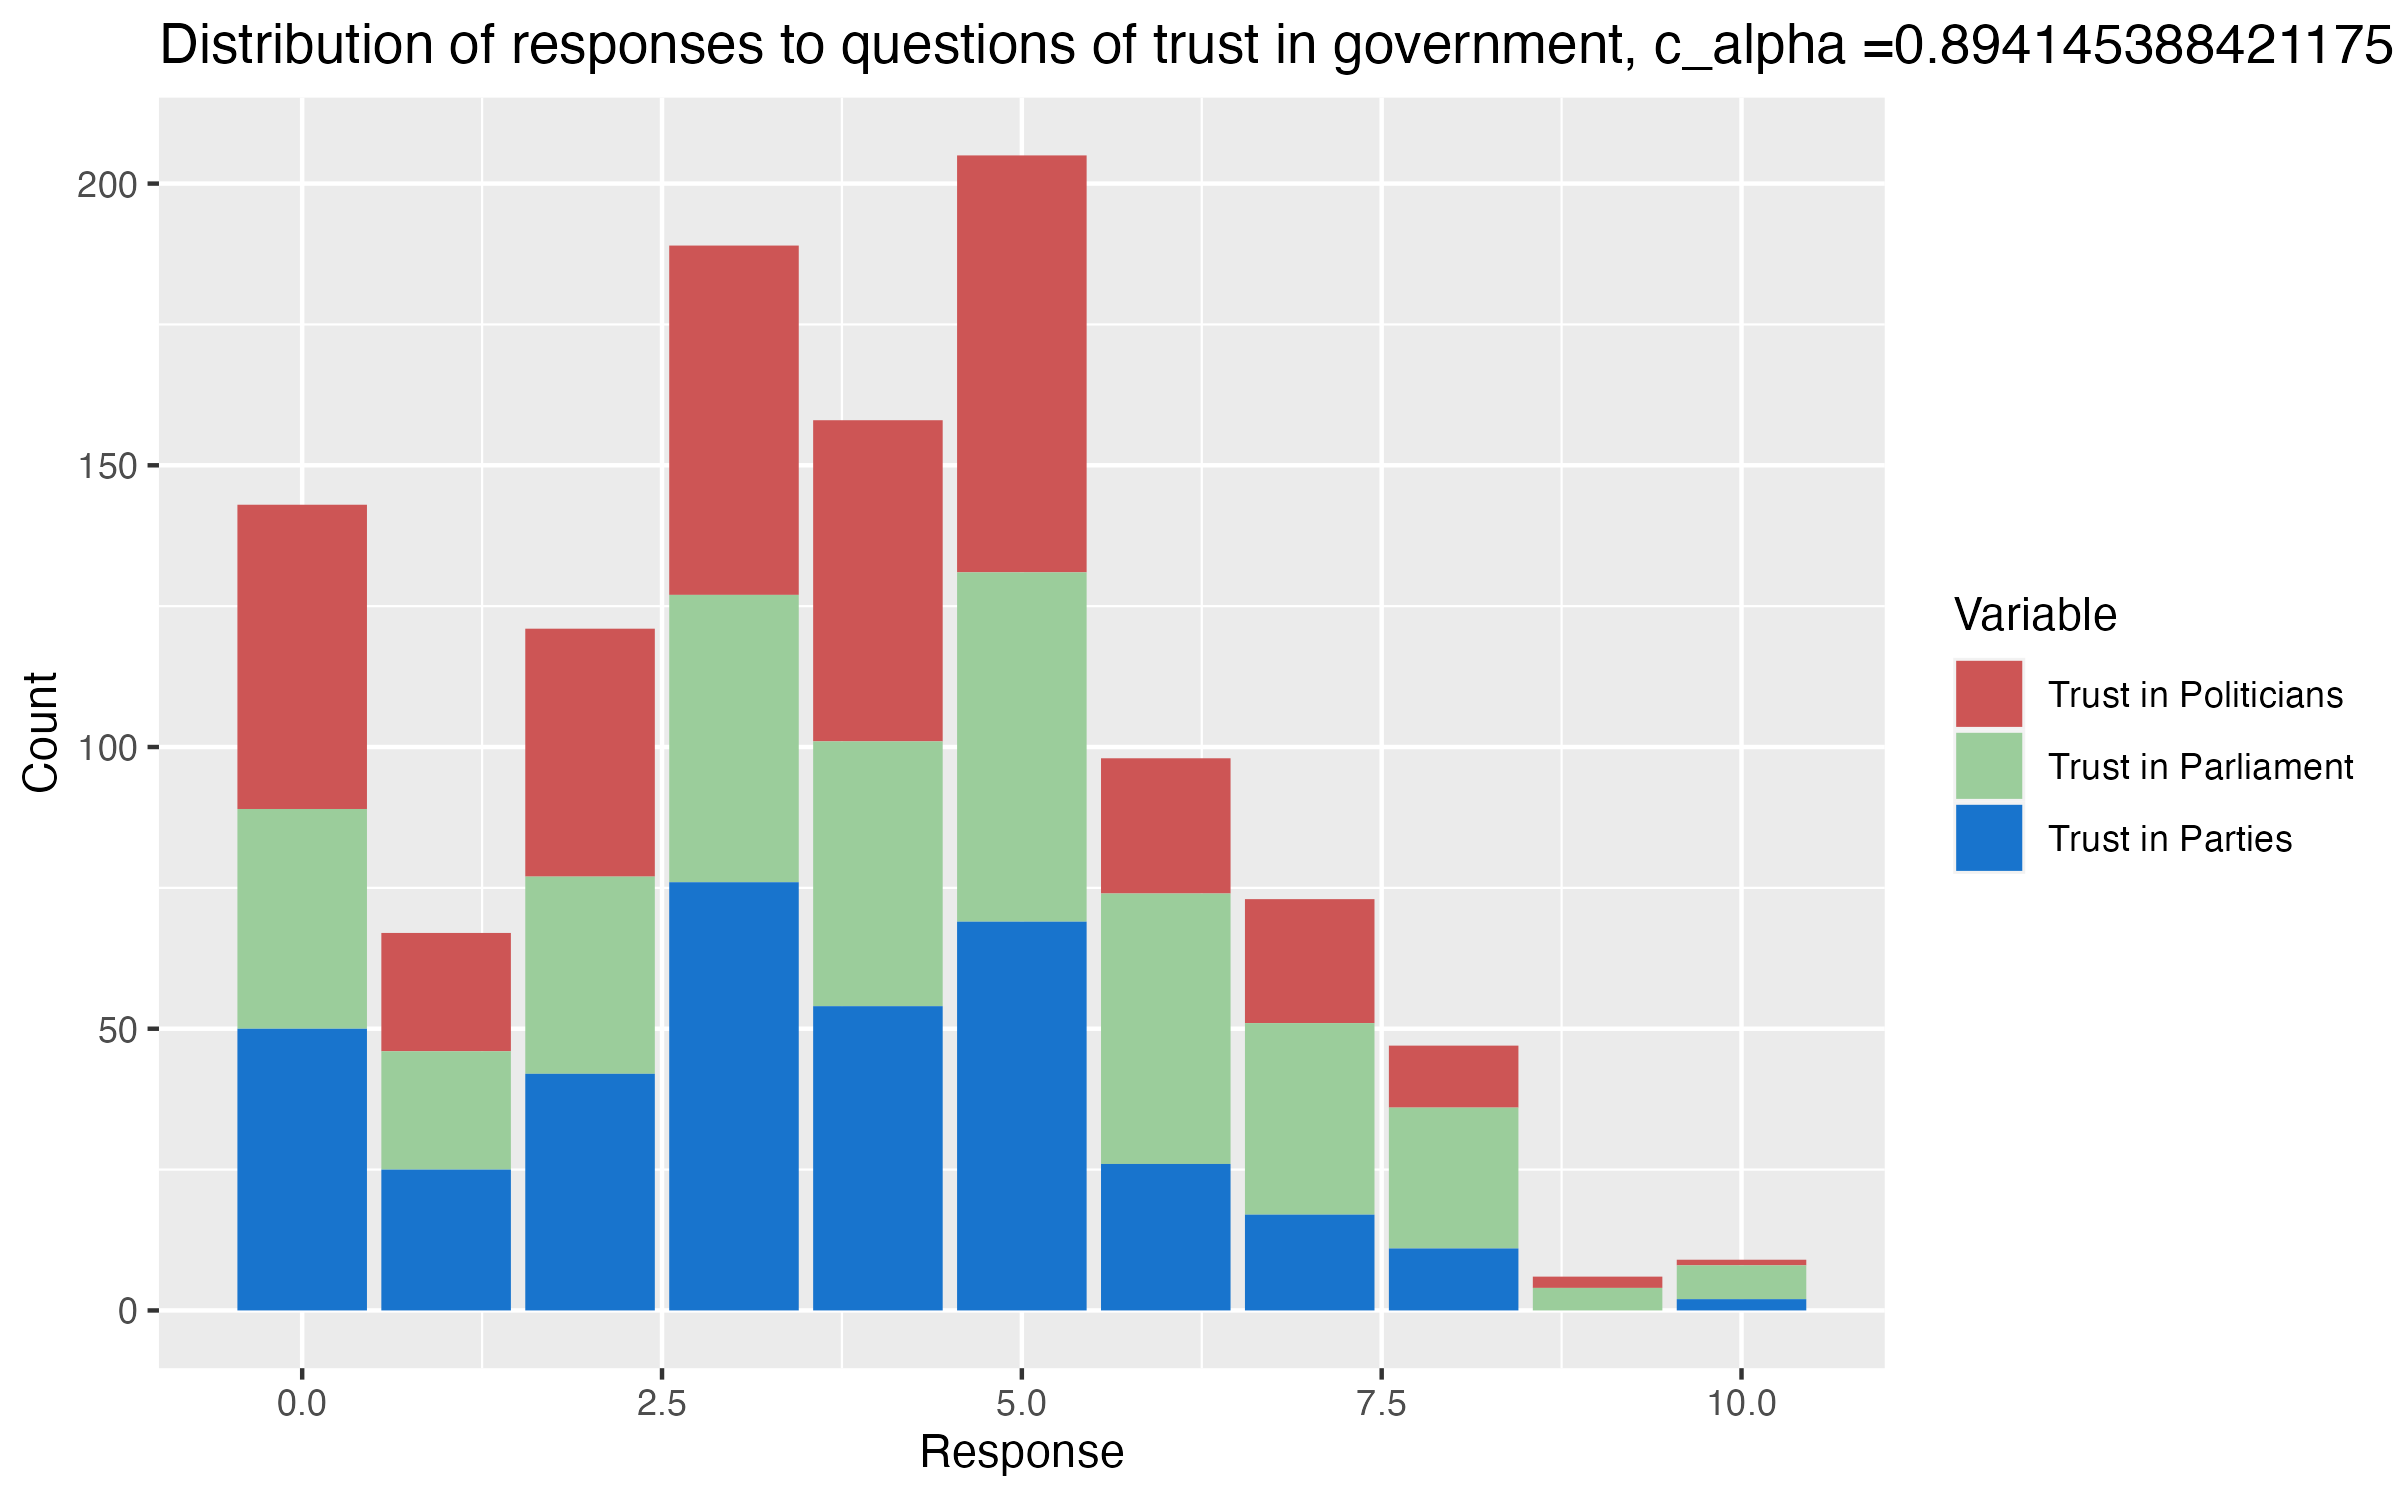 Distribution of responses to questions of trust in government, c_alpha =0.894145388421175
200
150
100
50
0
Count
0.0 2.5 5.0 7.5 10.0
Response
Variable
Trust in Politicians
Trust in Parliament
Trust in Parties